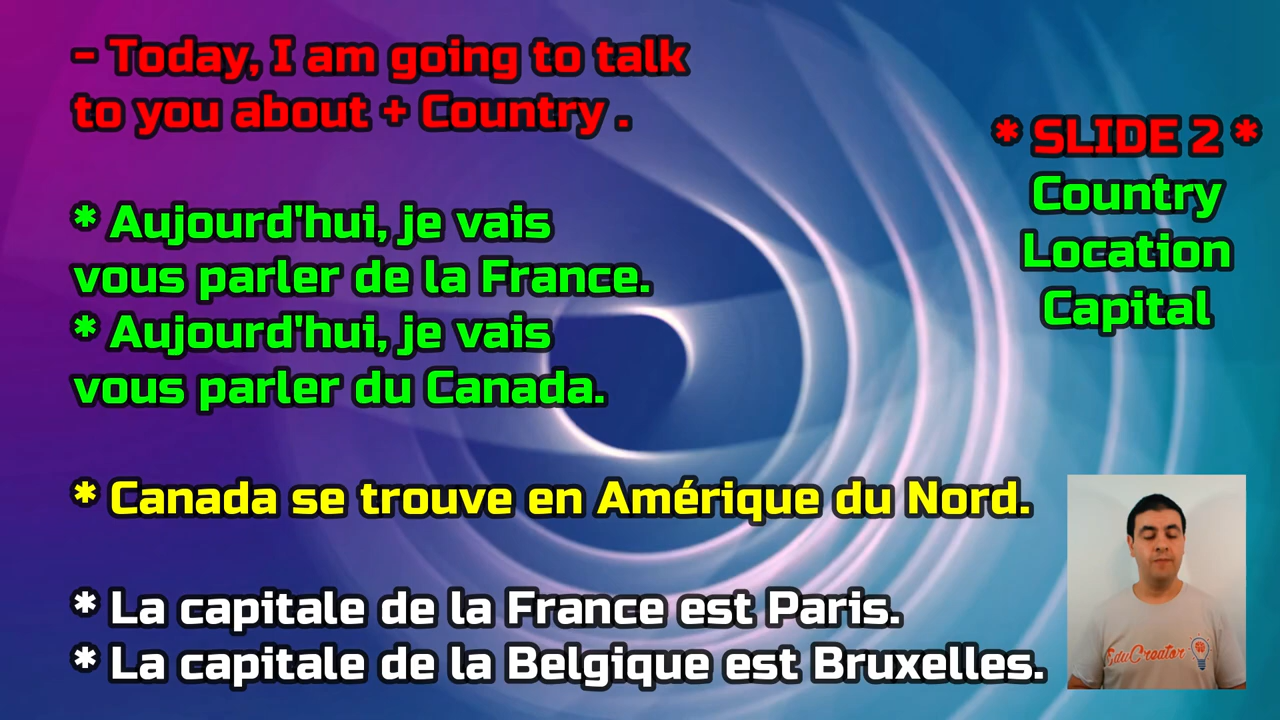 - Today, I am going to talk
to you about + Country .
* Aujourd'hui, je vais
vous parler de la France.
* Aujourd'hui, je vais
vous parler du Canada.
* Canada se trouve en Amérique du Nord.
* La capitale de la France est Paris.
* La capitale de la Belgique est Bruxelles.
* SLIDE 2 *
Country
Location
Capital
EduCreator